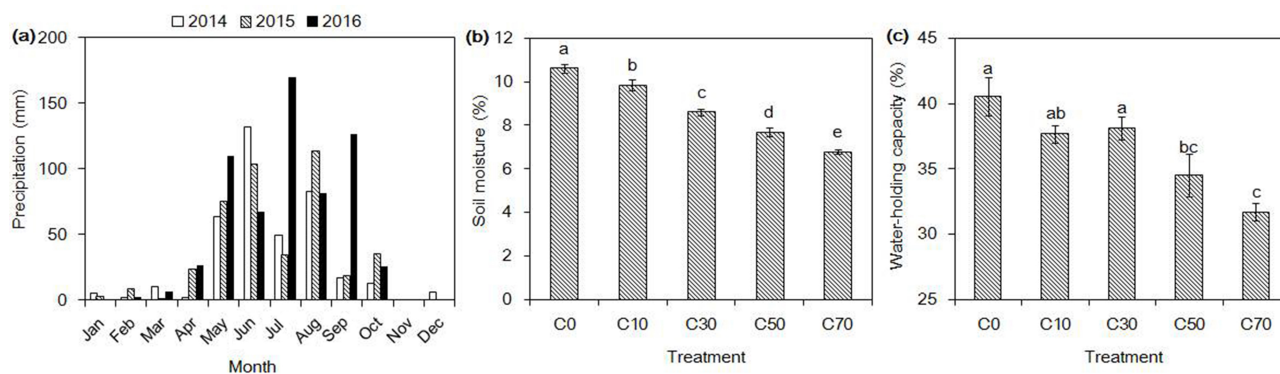 2014 2015 2016
(a)
200
150
100
50
0
Precipitation (mm)
Jan Feb Mar Apr May Jun Jul Aug Sep Oct Nov Dec
Month
(b)
12
10
8
6
4
2
0
Soil moisture (%)
a
b
c
d
e
C0 C10 C30 C50 C70
Treatment
(c)
45
40
35
30
25
Water-holding capacity (%)
a
ab
a
bc
c
C0 C10 C30 C50 C70
Treatment